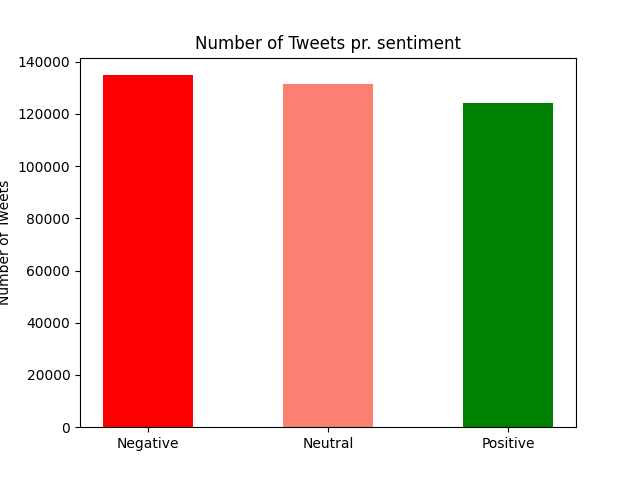 Number of Tweets pr. sentiment
Number of Tweets
140000
120000
100000
80000
60000
40000
20000
0
Negative
Neutral
Positive